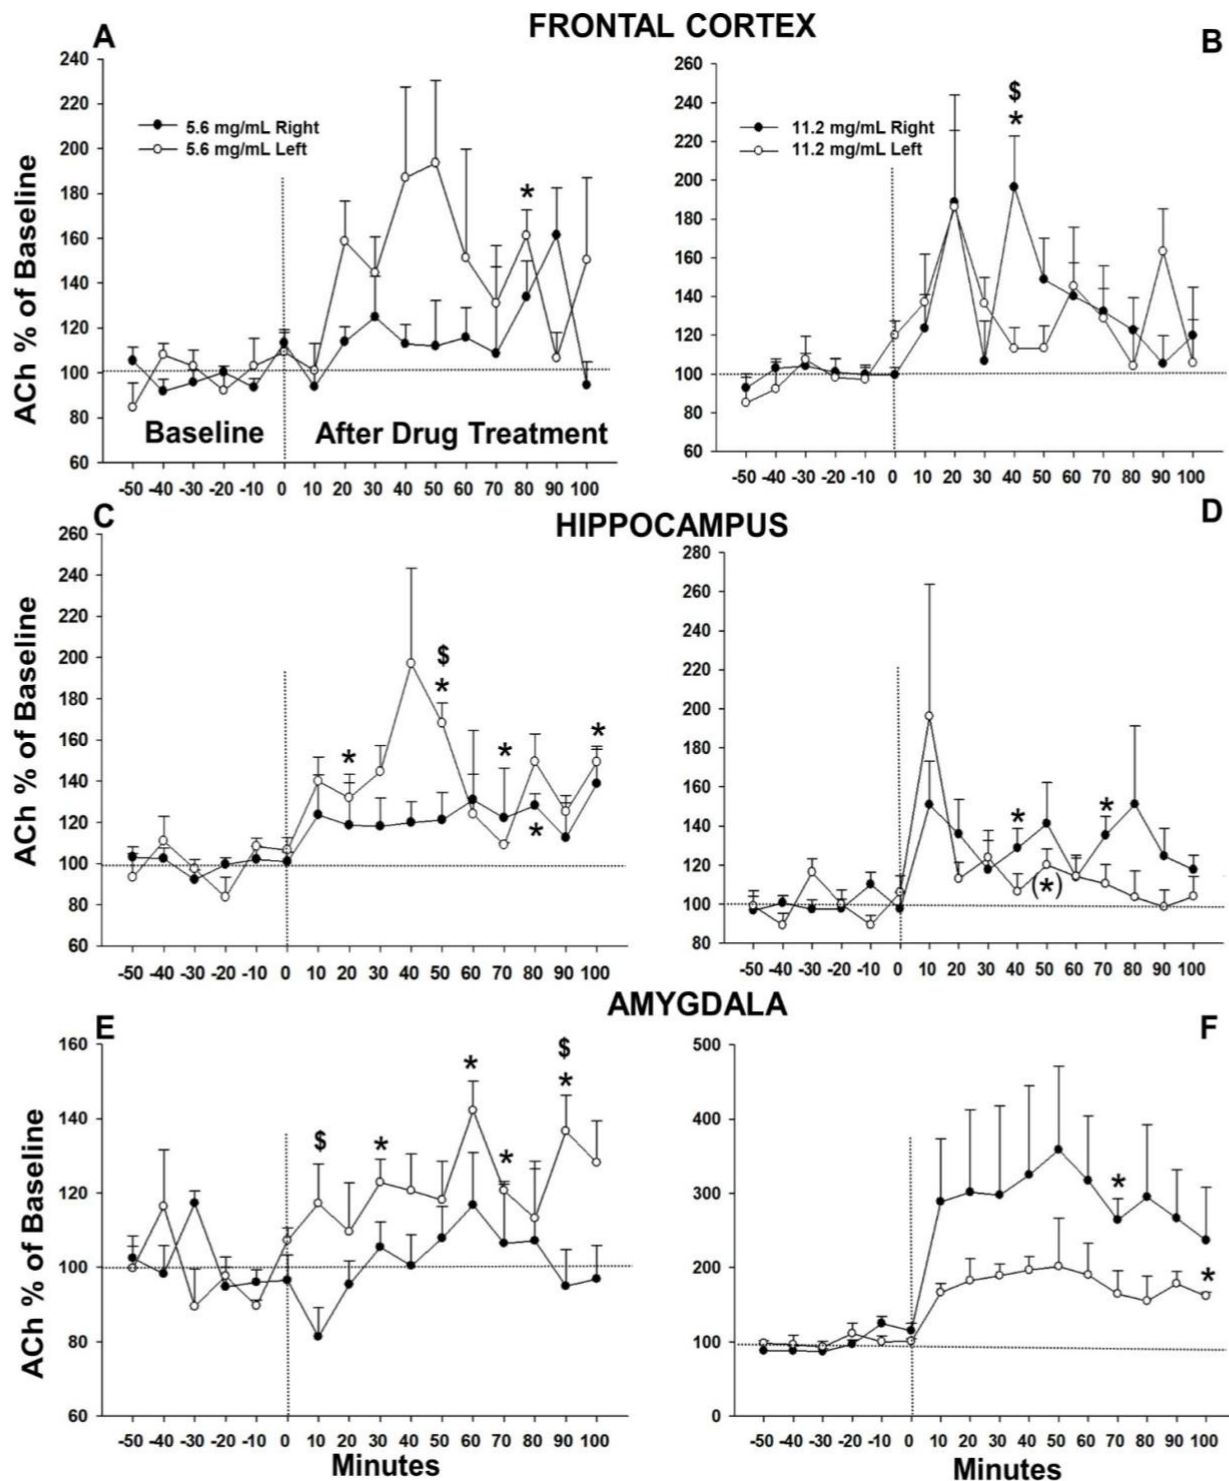 FRONTAL CORTEX
A
B
ACh % of Baseline
240
220
200
180
160
140
120
100
80
60
5.6 mg/mL Right
5.6 mg/mL Left
*
Baseline
After Drug Treatment
-50 -40 -30 -20 -10 0 10 20 30 40 50 60 70 80 90 100
260
240
220
200
180
160
140
120
100
80
60
11.2 mg/mL Right
11.2 mg/mL Left
$
*
-50 -40 -30 -20 -10 0 10 20 30 40 50 60 70 80 90 100
HIPPOCAMPUS
C
D
ACh % of Baseline
260
240
220
200
180
160
140
120
100
80
60
$
*
*
*
*
*
-50 -40 -30 -20 -10 0 10 20 30 40 50 60 70 80 90 100
280
260
240
220
200
180
160
140
120
100
80
*
*
(*)
-50 -40 -30 -20 -10 0 10 20 30 40 50 60 70 80 90 100
AMYGDALA
E
F
ACh % of Baseline
160
140
120
100
80
60
$
*
*
*
$
*
-50 -40 -30 -20 -10 0 10 20 30 40 50 60 70 80 90 100
Minutes
500
400
300
200
100
0
*
*
-50 -40 -30 -20 -10 0 10 20 30 40 50 60 70 80 90 100
Minutes